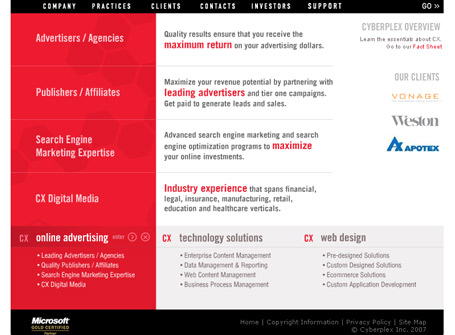 COMPANY PRACTICES CLIENTS CONTACTS INVESTORS SUPPORT GO »
Advertisers / Agencies
Quality results ensure that you receive the
maximum return on your advertising dollars.
CYBERPLEX OVERVIEW
Learn the essentials about CX.
Go to our Fact Sheet
Publishers / Affiliates
Maximize your revenue potential by partnering with
leading advertisers and tier one campaigns.
Get paid to generate leads and sales.
OUR CLIENTS
VONAGE
Weston
APOTEX
Search Engine
Marketing Expertise
Advanced search engine marketing and search
engine optimization programs to maximize
your online investments.
CX Digital Media
Industry experience that spans financial,
legal, insurance, manufacturing, retail,
education and healthcare verticals.
CX online advertising enter
• Leading Advertisers / Agencies
• Quality Publishers / Affiliates
• Search Engine Marketing Expertise
• CX Digital Media
CX technology solutions
• Enterprise Content Management
• Data Management & Reporting
• Web Content Management
• Business Process Management
CX web design
• Pre-designed Solutions
• Custom Designed Solutions
• Ecommerce Solutions
• Custom Application Development
Microsoft
GOLD CERTIFIED
Partner
Home | Copyright Information | Privacy Policy | Site Map
© Cyberplex Inc. 2007